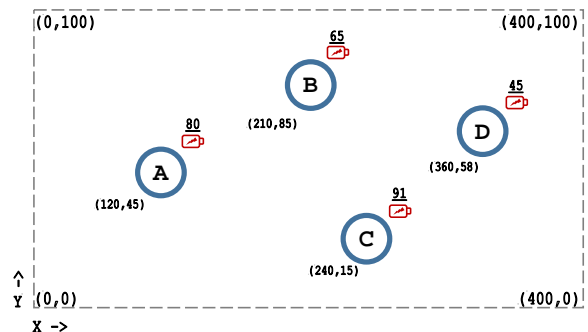 (0,100)
(400,100)
65
B
(210,85)
45
D
(360,58)
80
A
(120,45)
91
C
(240,15)
^
¦
Y
(0,0)
(400,0)
X ->